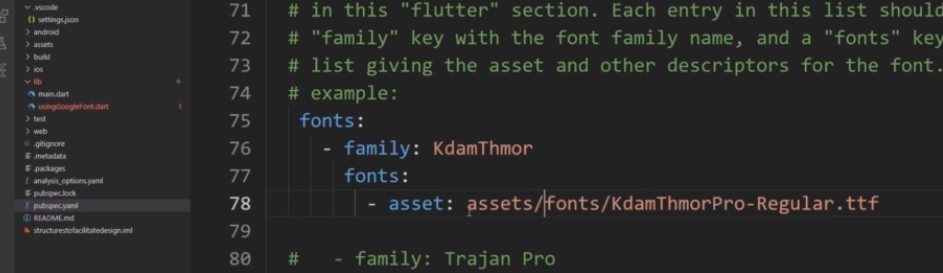 .vscode
settings.json
android
assets
build
ios
lib
main.dart
usingGoogleFont.dart 1
test
web
.gitignore
.metadata
.packages
analysis_options.yaml
pubspec.lock
pubspec.yaml
README.md
structurestofacilitatedesign.iml
71 # in this "flutter" section. Each entry in this list should
72 # "family" key with the font family name, and a "fonts" key
73 # list giving the asset and other descriptors for the font.
74 # example:
75 fonts:
76 - family: KdamThmor
77 fonts:
78 - asset: assets/fonts/KdamThmorPro-Regular.ttf
79
80 # - family: Trajan Pro